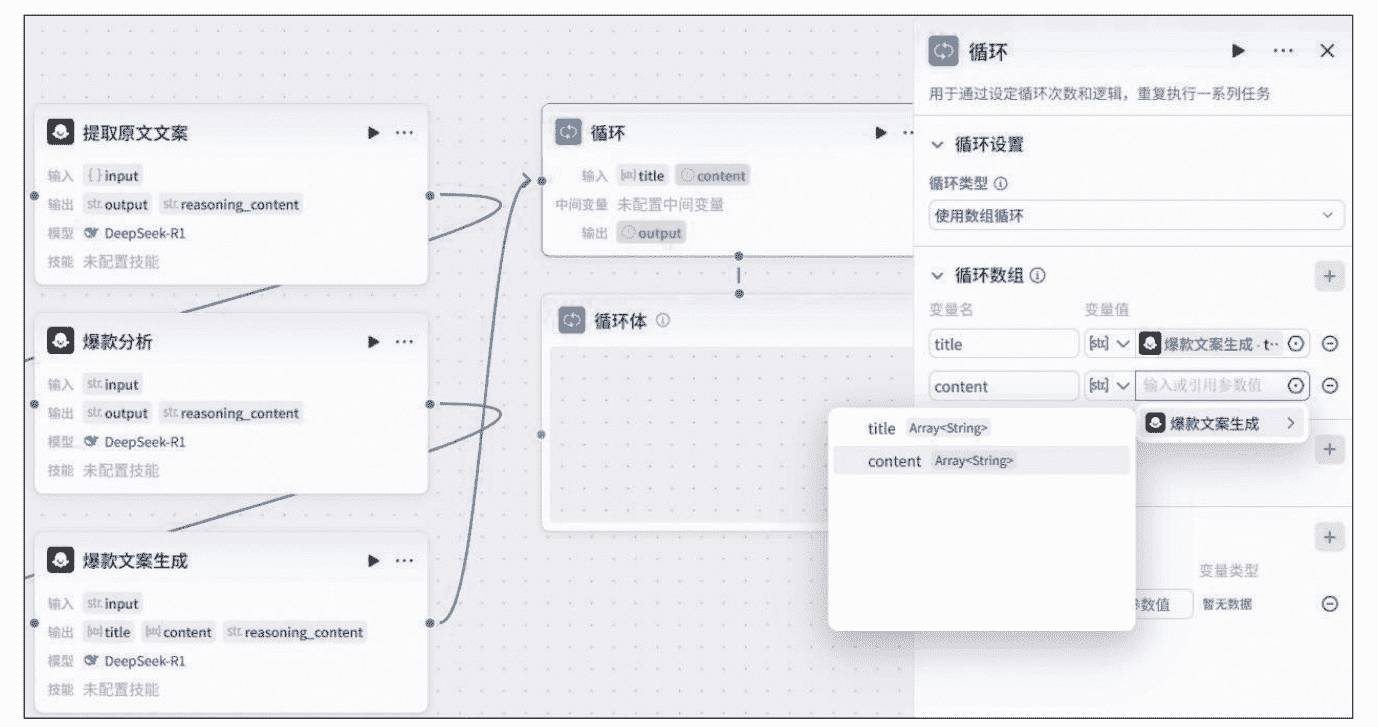 提取原文文案
输入 { } input
输出 str. output str. reasoning_content
模型 DeepSeek-R1
技能 未配置技能
爆款分析
输入 str. input
输出 str. output str. reasoning_content
模型 DeepSeek-R1
技能 未配置技能
爆款文案生成
输入 str. input
输出 [str] title [str] content str. reasoning_content
模型 DeepSeek-R1
技能 未配置技能
循环
输入 [str] title content
中间变量 未配置中间变量
输出 output
循环体
循环
用于通过设定循环次数和逻辑，重复执行一系列任务
循环设置
循环类型
使用数组循环
循环数组
变量名 变量值
title [str] 爆款文案生成 - t··
content [str] 输入或引用参数值
爆款文案生成
title Array<String>
content Array<String>
变量类型
数值 暂无数据